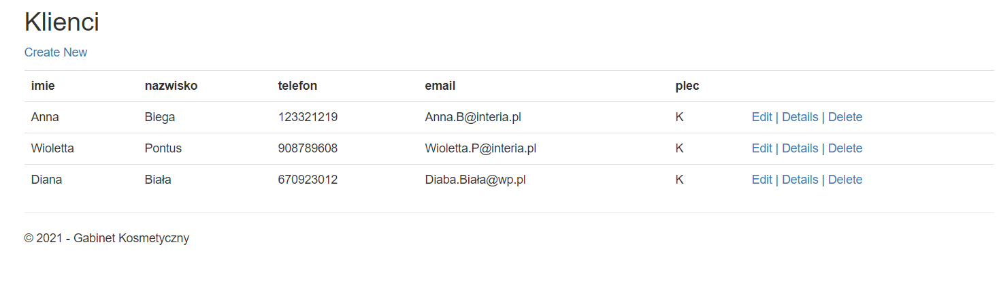 Klienci
Create New
imie nazwisko telefon email plec
Anna Biega 123321219 Anna.B@interia.pl K Edit | Details | Delete
Wioletta Pontus 908789608 Wioletta.P@interia.pl K Edit | Details | Delete
Diana Biała 670923012 Diaba.Biała@wp.pl K Edit | Details | Delete
© 2021 - Gabinet Kosmetyczny